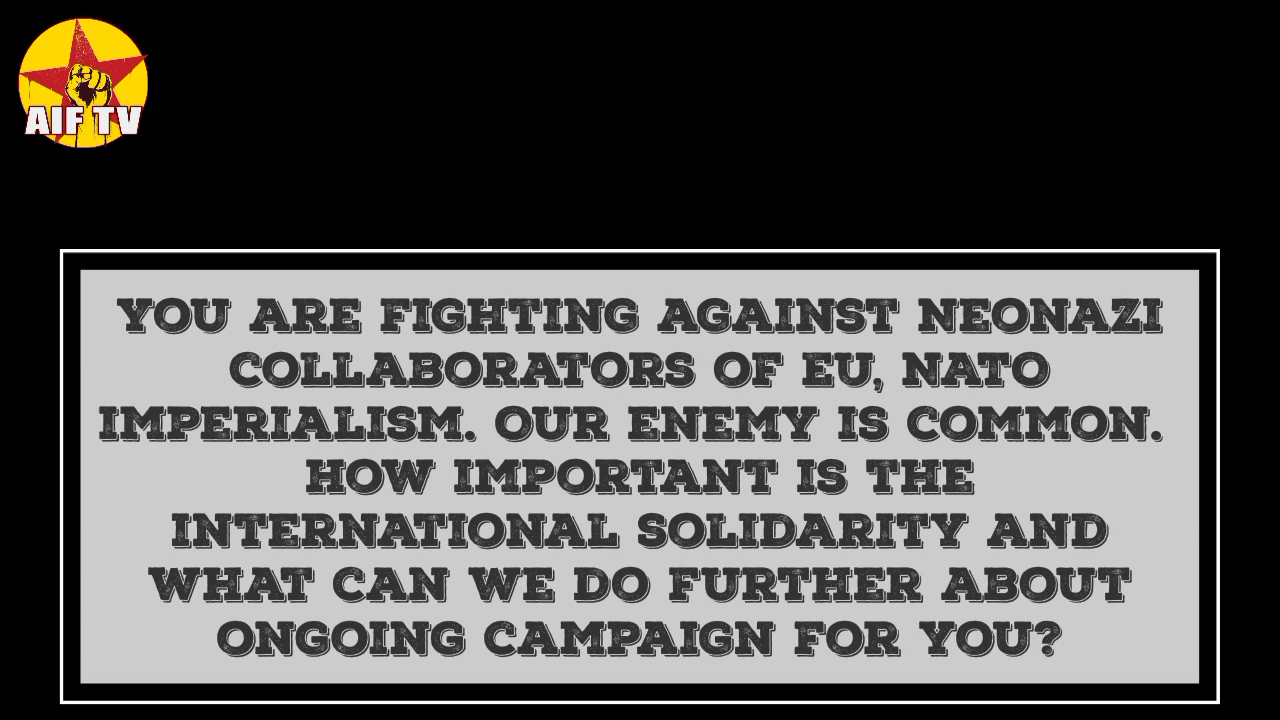 AIF TV
YOU ARE FIGHTING AGAINST NEONAZI
COLLABORATORS OF EU, NATO
IMPERIALISM. OUR ENEMY IS COMMON.
HOW IMPORTANT IS THE
INTERNATIONAL SOLIDARITY AND
WHAT CAN WE DO FURTHER ABOUT
ONGOING CAMPAIGN FOR YOU?